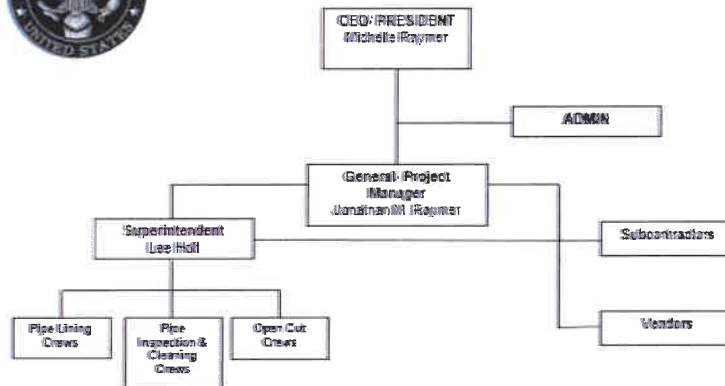 UNITED STATES
CEO/ PRESIDENT
Michelle Raymer
ADMIN
General/ Project
Manager
Jonathan M. Raymer
Superintendent
Lee Holt
Subcontractors
Pipe Lining
Crews
Pipe
Inspection &
Cleaning
Crews
Open Cut
Crews
Vendors